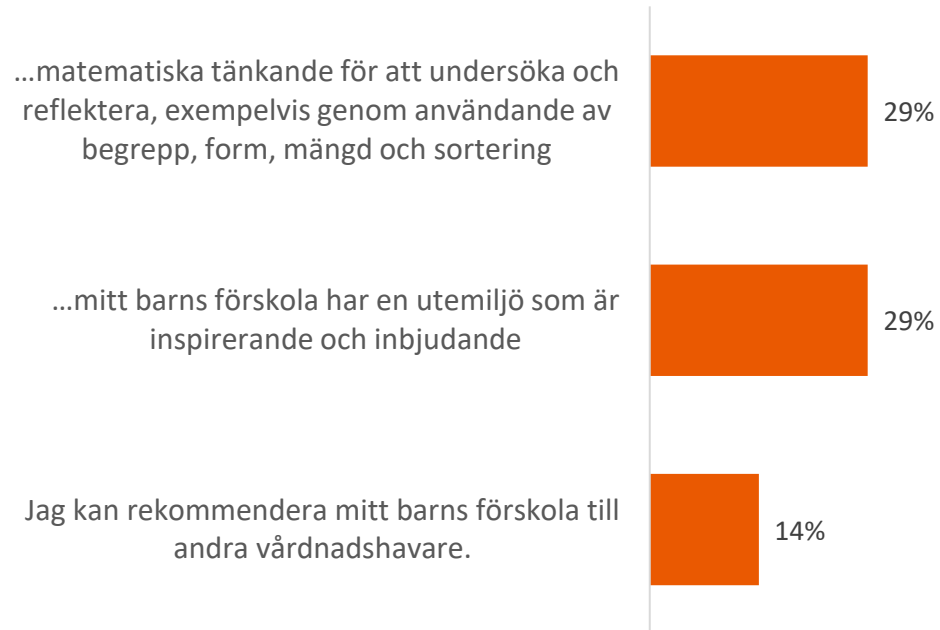 ...matematiska tänkande för att undersöka och
reflektera, exempelvis genom användande av
begrepp, form, mängd och sortering
29%
...mitt barns förskola har en utemiljö som är
inspirerande och inbjudande
29%
Jag kan rekommendera mitt barns förskola till
andra vårdnadshavare.
14%